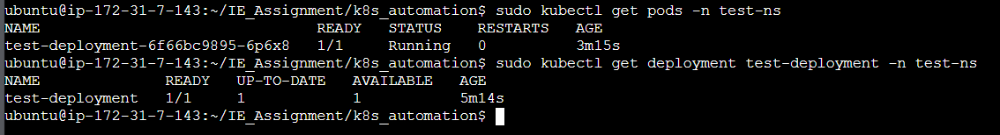 ubuntu@ip-172-31-7-143:~/IE_Assignment/k8s_automation$ sudo kubectl get pods -n test-ns
NAME READY STATUS RESTARTS AGE
test-deployment-6f66bc9895-6p6x8 1/1 Running 0 3m15s
ubuntu@ip-172-31-7-143:~/IE_Assignment/k8s_automation$ sudo kubectl get deployment test-deployment -n test-ns
NAME READY UP-TO-DATE AVAILABLE AGE
test-deployment 1/1 1 1 5m14s
ubuntu@ip-172-31-7-143:~/IE_Assignment/k8s_automation$